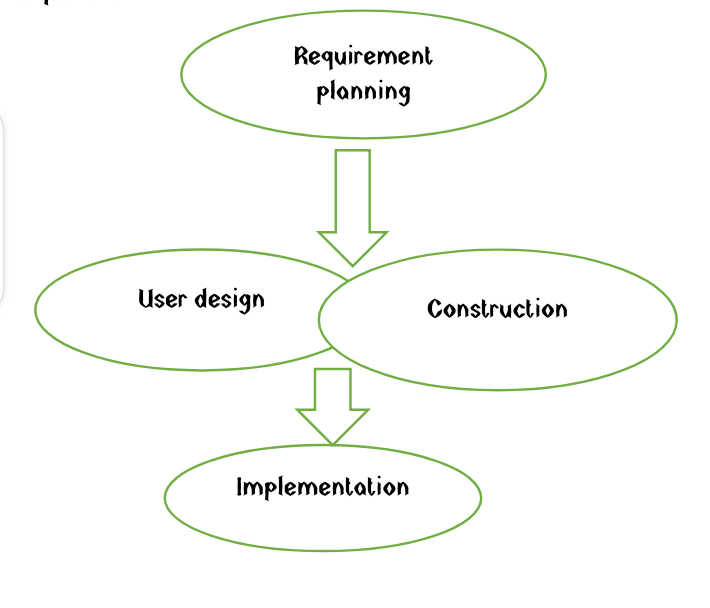 Requirement
planning
User design
Construction
Implementation